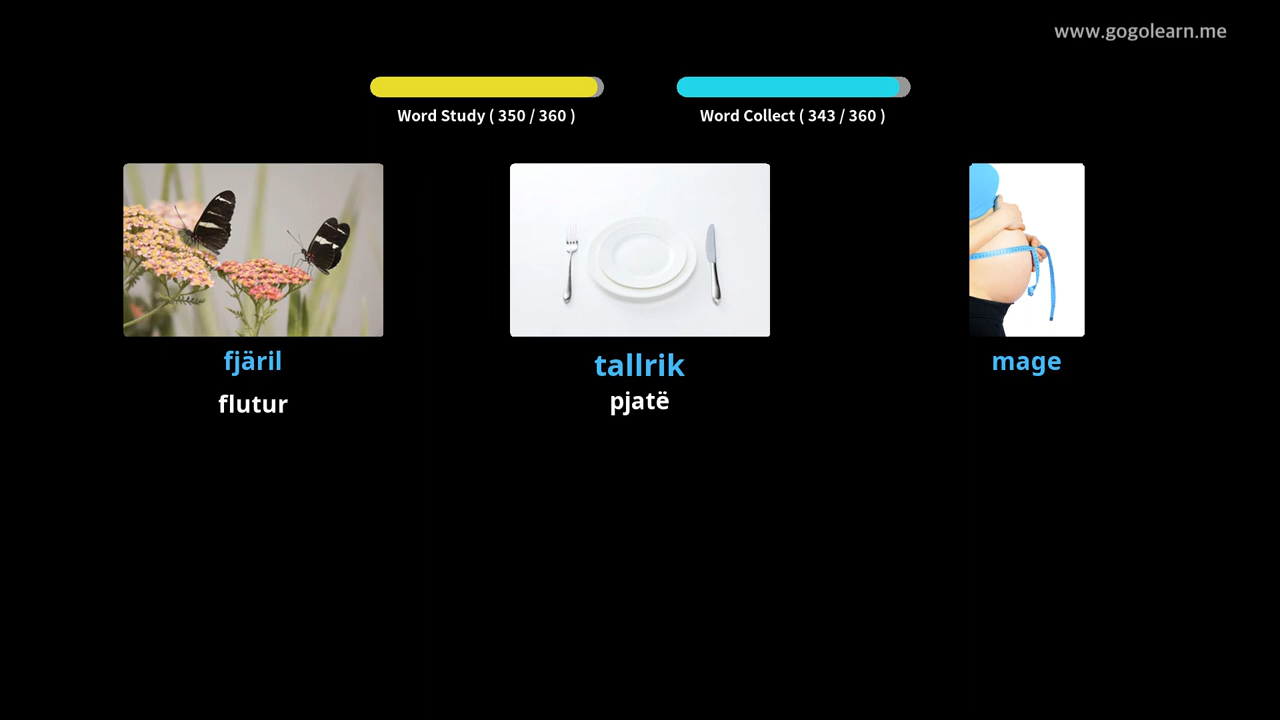 www.gogolearn.me
Word Study ( 350 / 360 )
Word Collect ( 343 / 360 )
fjäril
tallrik
mage
flutur
pjatë